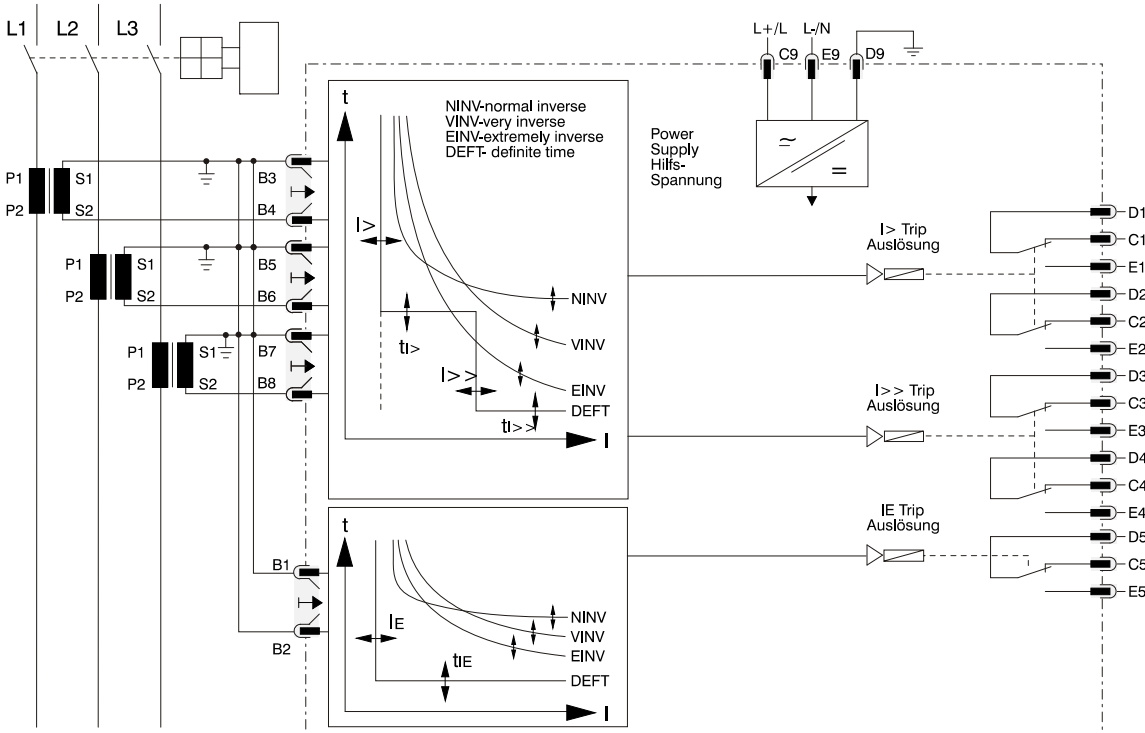 L1 L2 L3
L+/L L-/N
C9 E9 D9
t
NINV-normal inverse
VINV-very inverse
EINV-extremely inverse
DEFT- definite time
Power
Supply
Hilfs-
Spannung
≃
=
P1 S1
P2 S2
B3
B4
P1 S1
P2 S2
B5
B6
P1 S1
P2 S2
B7
B8
I>
tI>
I>>
tI>>
NINV
VINV
EINV
DEFT
I
I> Trip
Auslösung
I>> Trip
Auslösung
IE Trip
Auslösung
D1
C1
E1
D2
C2
E2
D3
C3
E3
D4
C4
E4
D5
C5
E5
B1
B2
t
IE
tIE
NINV
VINV
EINV
DEFT
I